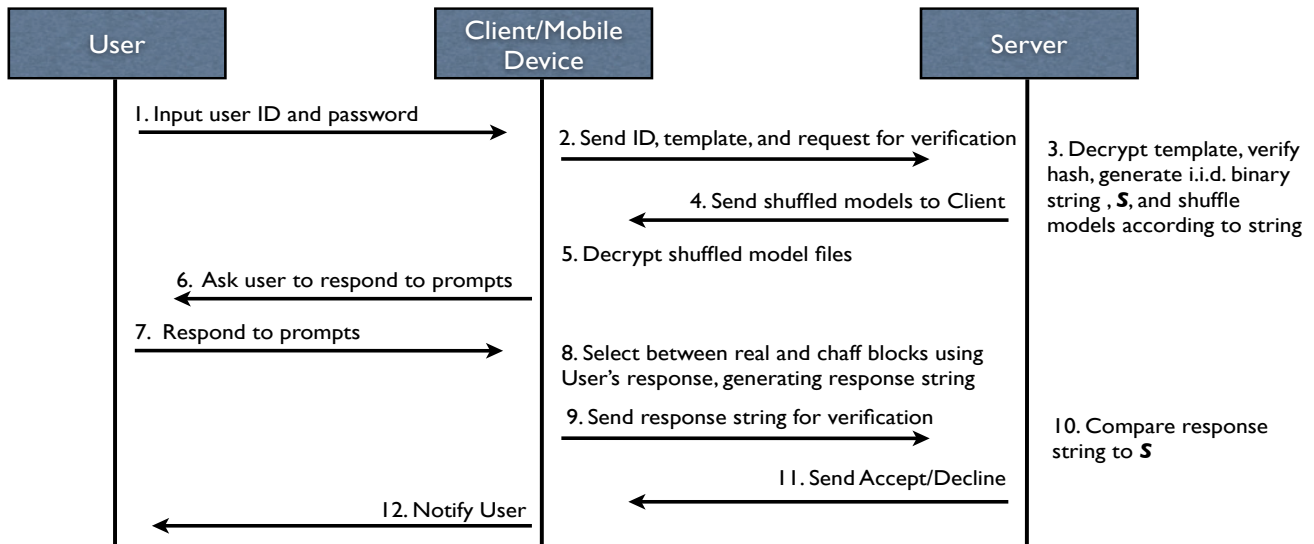 User
Client/Mobile
Device
Server
1. Input user ID and password
2. Send ID, template, and request for verification
3. Decrypt template, verify
hash, generate i.i.d. binary
string , S, and shuffle
models according to string
4. Send shuffled models to Client
5. Decrypt shuffled model files
6. Ask user to respond to prompts
7. Respond to prompts
8. Select between real and chaff blocks using
User's response, generating response string
9. Send response string for verification
10. Compare response
string to S
11. Send Accept/Decline
12. Notify User